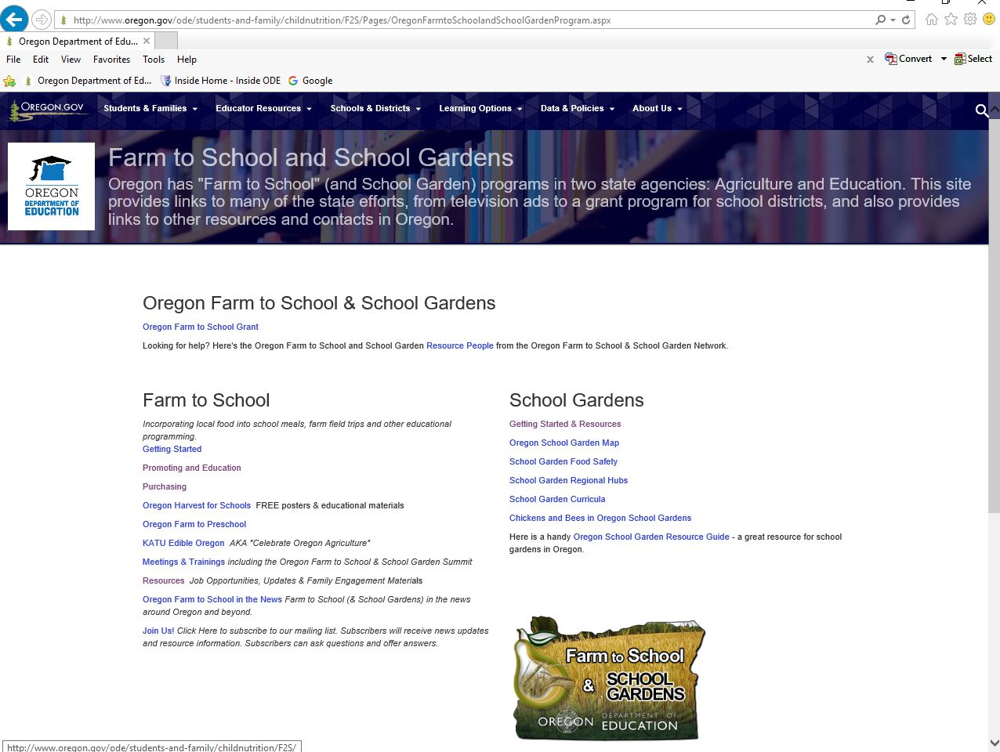 http://www.oregon.gov/ode/students-and-family/childnutrition/F2S/Pages/OregonFarmtoSchoolandSchoolGardenProgram.aspx
Oregon Department of Edu...
File Edit View Favorites Tools Help
x Convert Select
Oregon Department of Ed... Inside Home - Inside ODE Google
OREGON.GOV Students & Families Educator Resources Schools & Districts Learning Options Data & Policies About Us
OREGON
DEPARTMENT OF
EDUCATION
Farm to School and School Gardens
Oregon has "Farm to School" (and School Garden) programs in two state agencies: Agriculture and Education. This site
provides links to many of the state efforts, from television ads to a grant program for school districts, and also provides
links to other resources and contacts in Oregon.
Oregon Farm to School & School Gardens
Oregon Farm to School Grant
Looking for help? Here's the Oregon Farm to School and School Garden Resource People from the Oregon Farm to School & School Garden Network.
Farm to School
Incorporating local food into school meals, farm field trips and other educational
programming.
Getting Started
Promoting and Education
Purchasing
Oregon Harvest for Schools FREE posters & educational materials
Oregon Farm to Preschool
KATU Edible Oregon AKA "Celebrate Oregon Agriculture"
Meetings & Trainings including the Oregon Farm to School & School Garden Summit
Resources Job Opportunities, Updates & Family Engagement Materials
Oregon Farm to School in the News Farm to School (& School Gardens) in the news
around Oregon and beyond.
Join Us! Click Here to subscribe to our mailing list. Subscribers will receive news updates
and resource information. Subscribers can ask questions and offer answers.
School Gardens
Getting Started & Resources
Oregon School Garden Map
School Garden Food Safety
School Garden Regional Hubs
School Garden Curricula
Chickens and Bees in Oregon School Gardens
Here is a handy Oregon School Garden Resource Guide - a great resource for school
gardens in Oregon.
Farm to School
& SCHOOL
GARDENS
OREGON DEPARTMENT OF
EDUCATION
http://www.oregon.gov/ode/students-and-family/childnutrition/F2S/